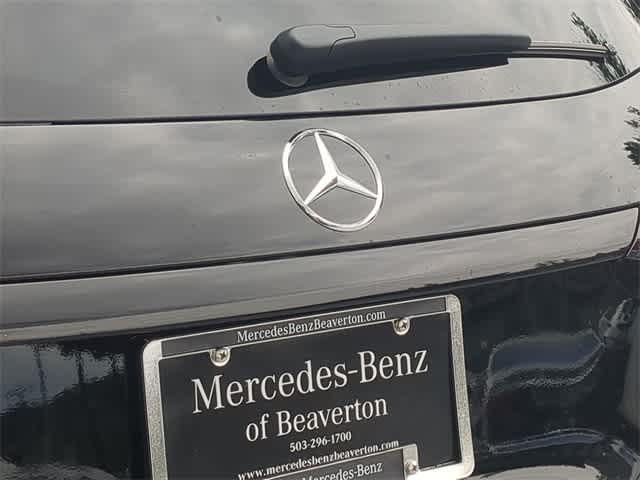 MercedesBenzBeaverton.com
Mercedes-Benz
of Beaverton
503-296-1700
www.mercedesbenzbeaverton.com
Mercedes-Benz